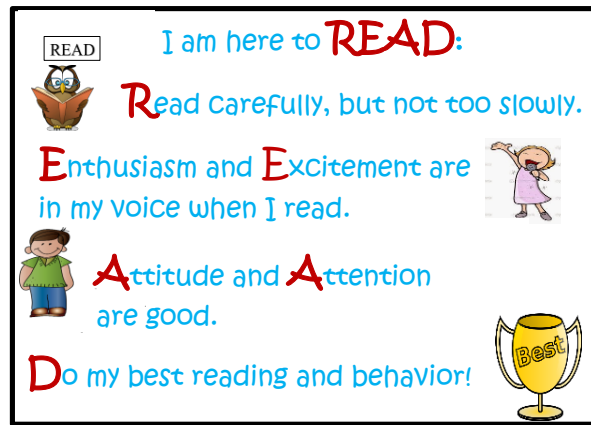 READ
I am here to READ:
Read carefully, but not too slowly.
Enthusiasm and Excitement are
in my voice when I read.
Attitude and Attention
are good.
Best
Do my best reading and behavior!